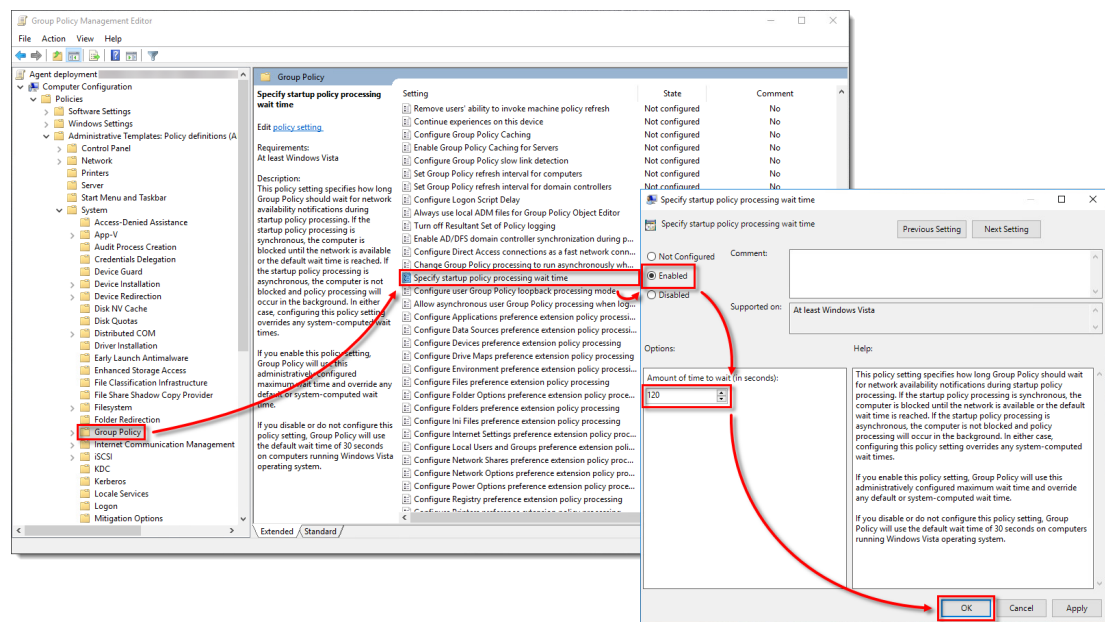 Group Policy Management Editor
File Action View Help
Agent deployment
Computer Configuration
Policies
Software Settings
Windows Settings
Administrative Templates: Policy definitions (A
Control Panel
Network
Printers
Server
Start Menu and Taskbar
System
Access-Denied Assistance
App-V
Audit Process Creation
Credentials Delegation
Device Guard
Device Installation
Device Redirection
Disk NV Cache
Disk Quotas
Distributed COM
Driver Installation
Early Launch Antimalware
Enhanced Storage Access
File Classification Infrastructure
File Share Shadow Copy Provider
Filesystem
Folder Redirection
Group Policy
Internet Communication Management
iSCSI
KDC
Kerberos
Locale Services
Logon
Mitigation Options
Group Policy
Specify startup policy processing
wait time
Edit policy setting
Requirements:
At least Windows Vista
Description:
This policy setting specifies how long
Group Policy should wait for network
availability notifications during
startup policy processing. If the
startup policy processing is
synchronous, the computer is
blocked until the network is available
or the default wait time is reached. If
the startup policy processing is
asynchronous, the computer is not
blocked and policy processing will
occur in the background. In either
case, configuring this policy setting
overrides any system-computed wait
times.
If you enable this policy setting,
Group Policy will use this
administratively configured
maximum wait time and override any
default or system-computed wait
time.
If you disable or do not configure this
policy setting, Group Policy will use
the default wait time of 30 seconds
on computers running Windows Vista
operating system.
Setting State Comment
Remove users' ability to invoke machine policy refresh Not configured No
Continue experiences on this device Not configured No
Configure Group Policy Caching Not configured No
Enable Group Policy Caching for Servers Not configured No
Configure Group Policy slow link detection Not configured No
Set Group Policy refresh interval for computers Not configured No
Set Group Policy refresh interval for domain controllers Not configured No
Configure Logon Script Delay
Always use local ADM files for Group Policy Object Editor
Turn off Resultant Set of Policy logging
Enable AD/DFS domain controller synchronization during p...
Configure Direct Access connections as a fast network conn...
Change Group Policy processing to run asynchronously wh...
Specify startup policy processing wait time
Configure user Group Policy loopback processing mode
Allow asynchronous user Group Policy processing when log...
Configure Applications preference extension policy processi...
Configure Data Sources preference extension policy processi...
Configure Devices preference extension policy processing
Configure Drive Maps preference extension policy processing
Configure Environment preference extension policy processi...
Configure Files preference extension policy processing
Configure Folder Options preference extension policy proce...
Configure Folders preference extension policy processing
Configure Ini Files preference extension policy processing
Configure Internet Settings preference extension policy proc...
Configure Local Users and Groups preference extension poli...
Configure Network Shares preference extension policy proc...
Configure Network Options preference extension policy pro...
Configure Power Options preference extension policy proce...
Configure Registry preference extension policy processing
Extended Standard
Specify startup policy processing wait time
Specify startup policy processing wait time
Previous Setting Next Setting
Not Configured
Enabled
Disabled
Comment:
Supported on:
At least Windows Vista
Options:
Help:
Amount of time to wait (in seconds):
120
This policy setting specifies how long Group Policy should wait
for network availability notifications during startup policy
processing. If the startup policy processing is synchronous, the
computer is blocked until the network is available or the default
wait time is reached. If the startup policy processing is
asynchronous, the computer is not blocked and policy
processing will occur in the background. In either case,
configuring this policy setting overrides any system-computed
wait times.
If you enable this policy setting, Group Policy will use this
administratively configured maximum wait time and override
any default or system-computed wait time.
If you disable or do not configure this policy setting, Group
Policy will use the default wait time of 30 seconds on computers
running Windows Vista operating system.
OK Cancel Apply